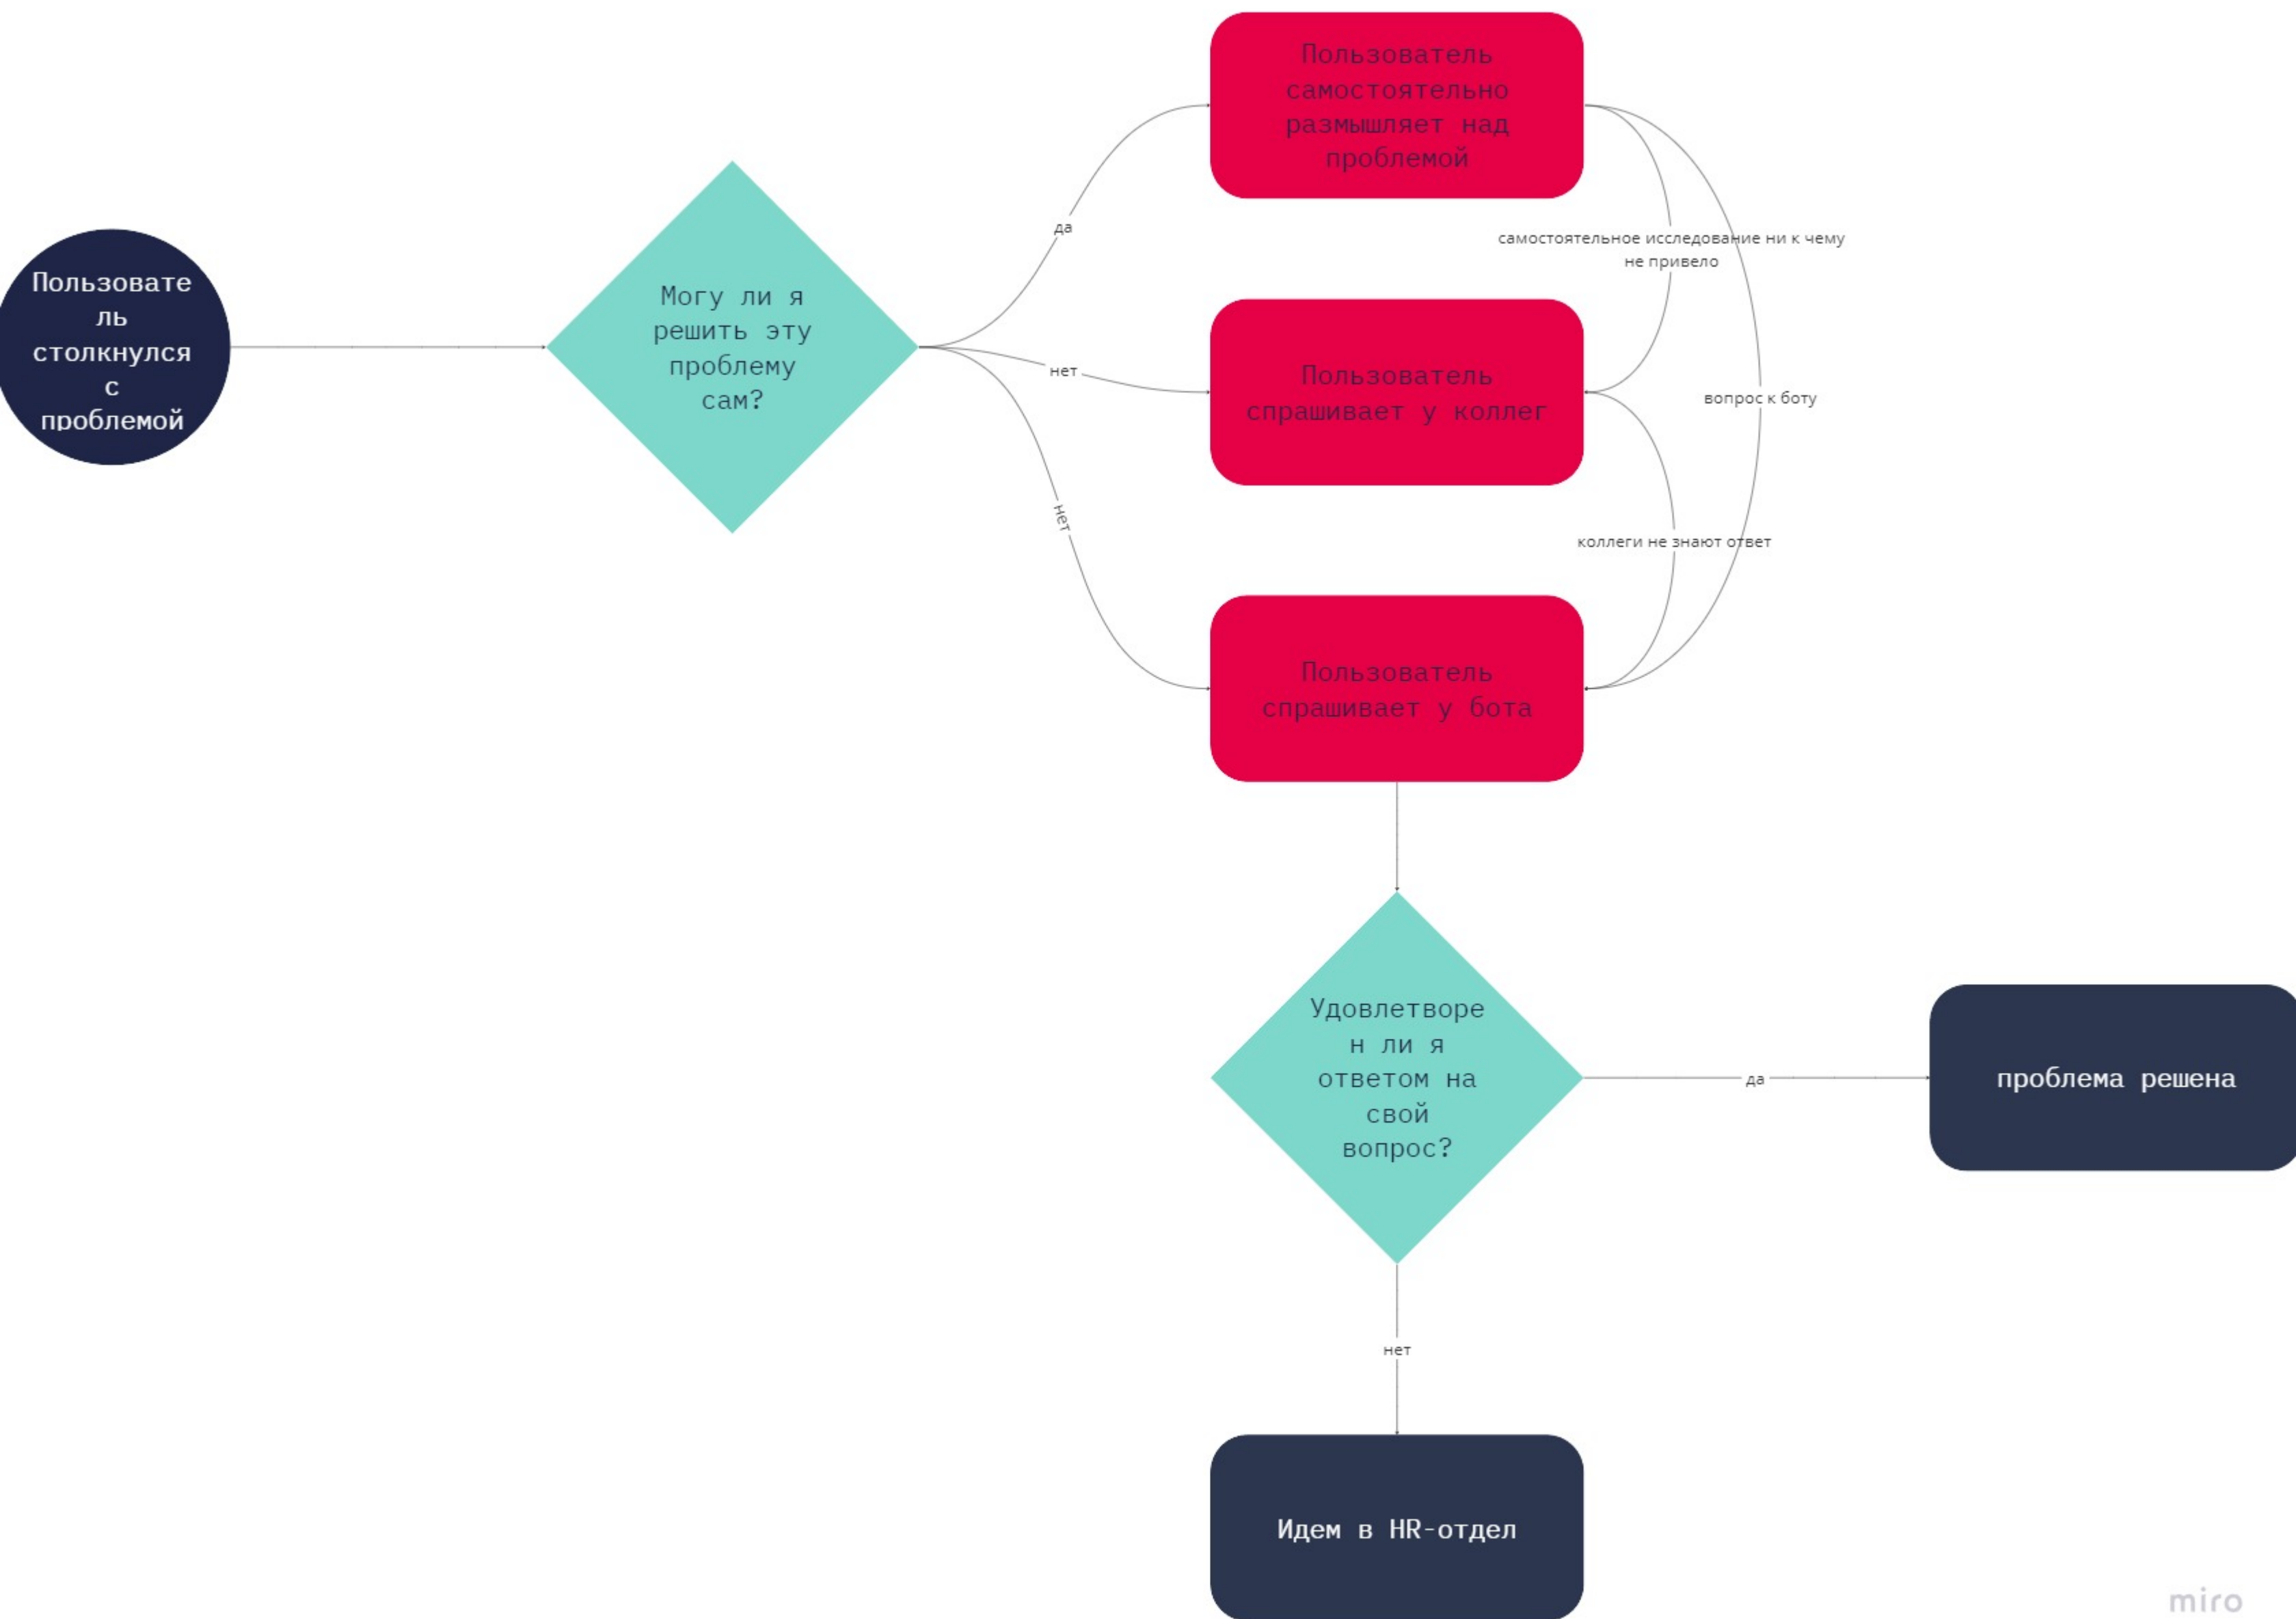 Пользовате
ль
столкнулся
с
проблемой
Могу ли я
решить эту
проблему
сам?
да
нет
нет
Пользователь
самостоятельно
размышляет над
проблемой
самостоятельное исследование ни к чему
не привело
Пользователь
спрашивает у коллег
вопрос к боту
коллеги не знают ответ
Пользователь
спрашивает у бота
Удовлетворе
н ли я
ответом на
свой
вопрос?
да
проблема решена
нет
Идем в HR-отдел
miro